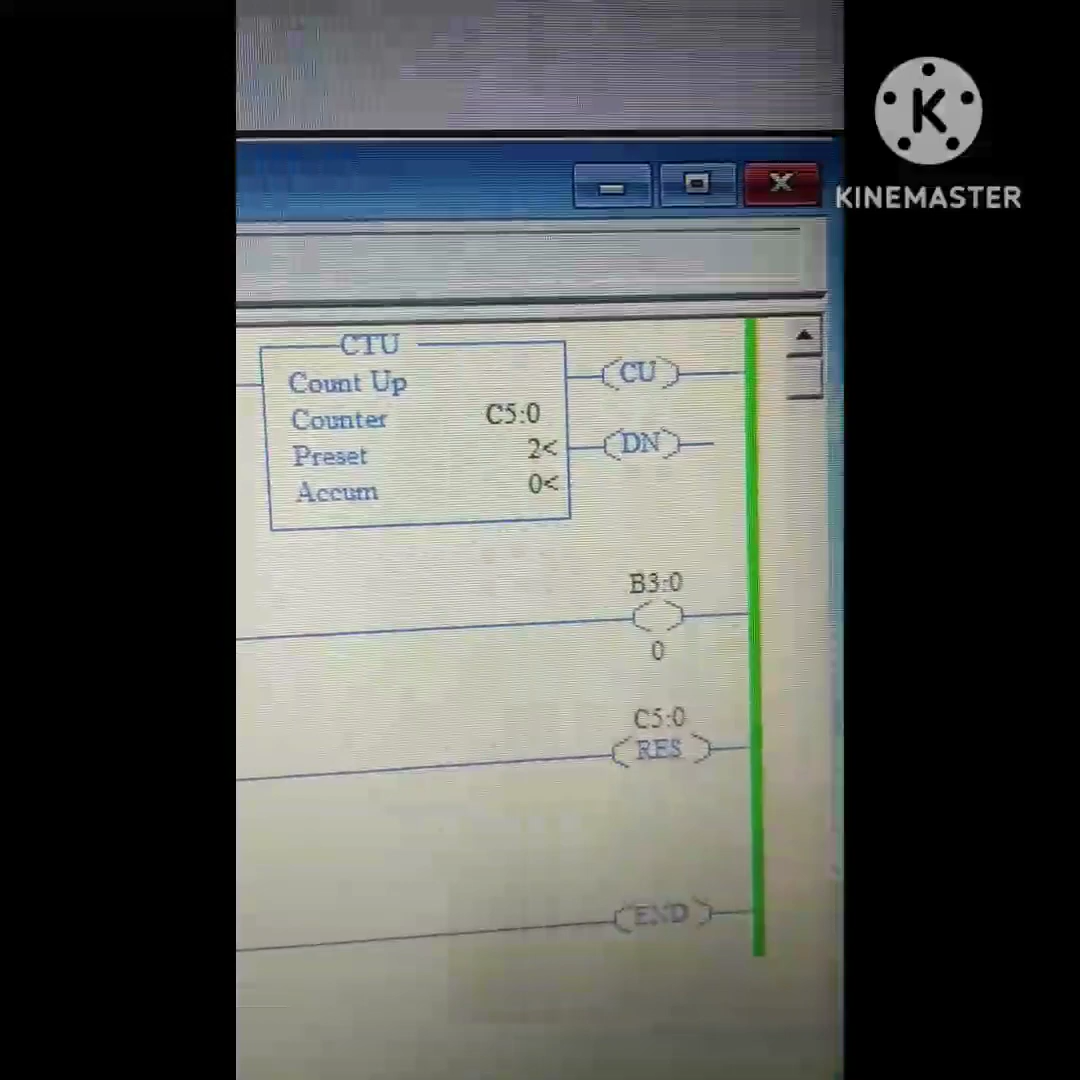 K
KINEMASTER
CTU
Count Up
Counter C5:0
Preset 2<
Accum 0<
CU
DN
B3:0
0
C5:0
RES
END